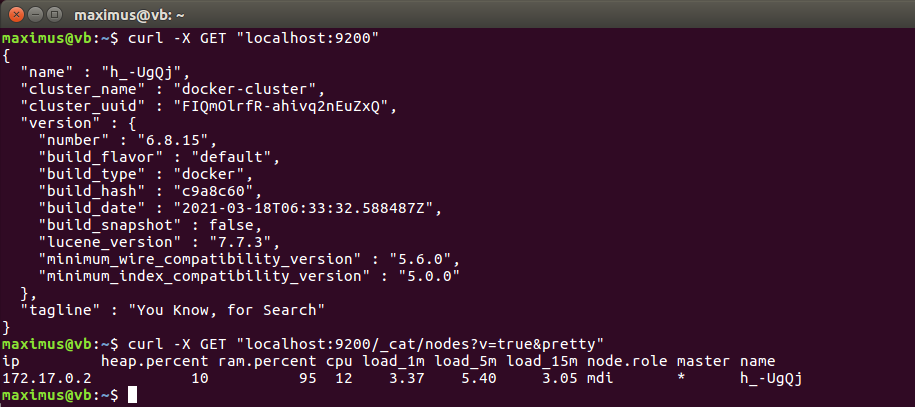 maximus@vb: ~
maximus@vb:~$ curl -X GET "localhost:9200"
{
  "name" : "h_-UgQj",
  "cluster_name" : "docker-cluster",
  "cluster_uuid" : "FIQmOlrfR-ahivq2nEuZxQ",
  "version" : {
    "number" : "6.8.15",
    "build_flavor" : "default",
    "build_type" : "docker",
    "build_hash" : "c9a8c60",
    "build_date" : "2021-03-18T06:33:32.588487Z",
    "build_snapshot" : false,
    "lucene_version" : "7.7.3",
    "minimum_wire_compatibility_version" : "5.6.0",
    "minimum_index_compatibility_version" : "5.0.0"
  },
  "tagline" : "You Know, for Search"
}
maximus@vb:~$ curl -X GET "localhost:9200/_cat/nodes?v=true&pretty"
ip         heap.percent ram.percent cpu load_1m load_5m load_15m node.role master name
172.17.0.2           10          95  12    3.37    5.40     3.05 mdi       *      h_-UgQj
maximus@vb:~$